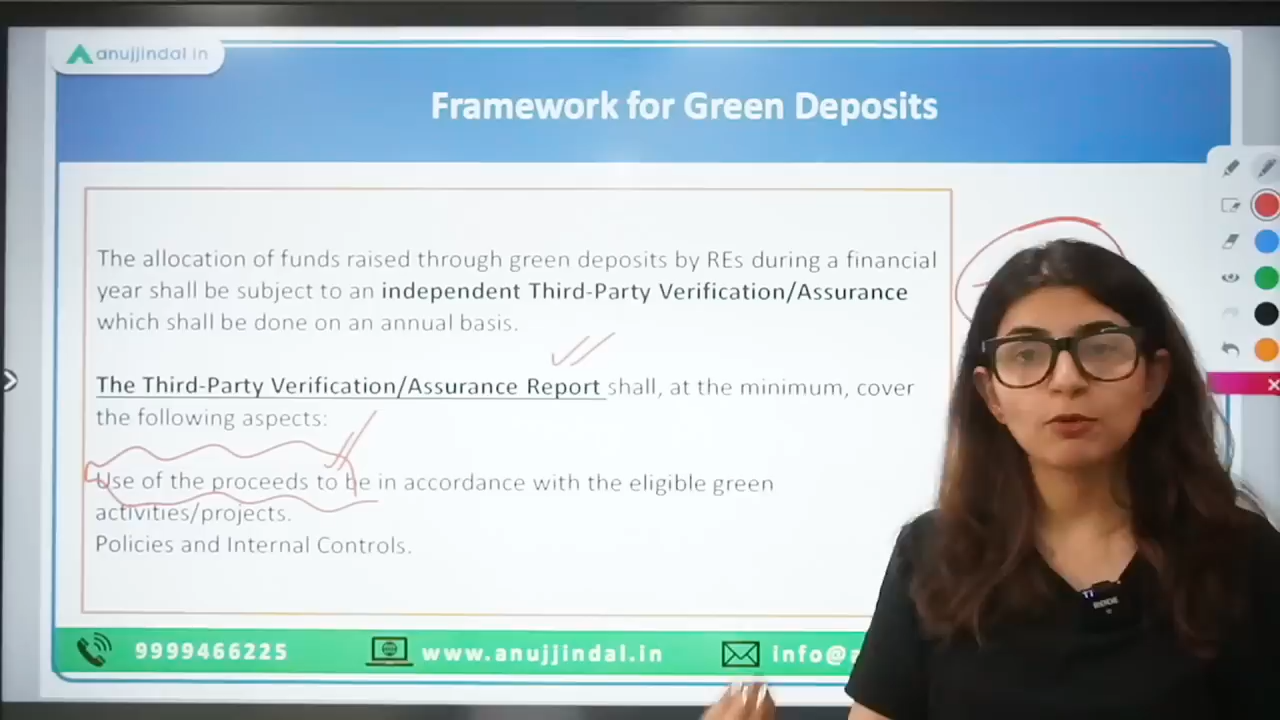 anujjindal.in
Framework for Green Deposits
The allocation of funds raised through green deposits by REs during a financial
year shall be subject to an independent Third-Party Verification/Assurance
which shall be done on an annual basis.
The Third-Party Verification/Assurance Report shall, at the minimum, cover
the following aspects:
Use of the proceeds to be in accordance with the eligible green
activities/projects.
Policies and Internal Controls.
9999466225
www.anujjindal.in
info@